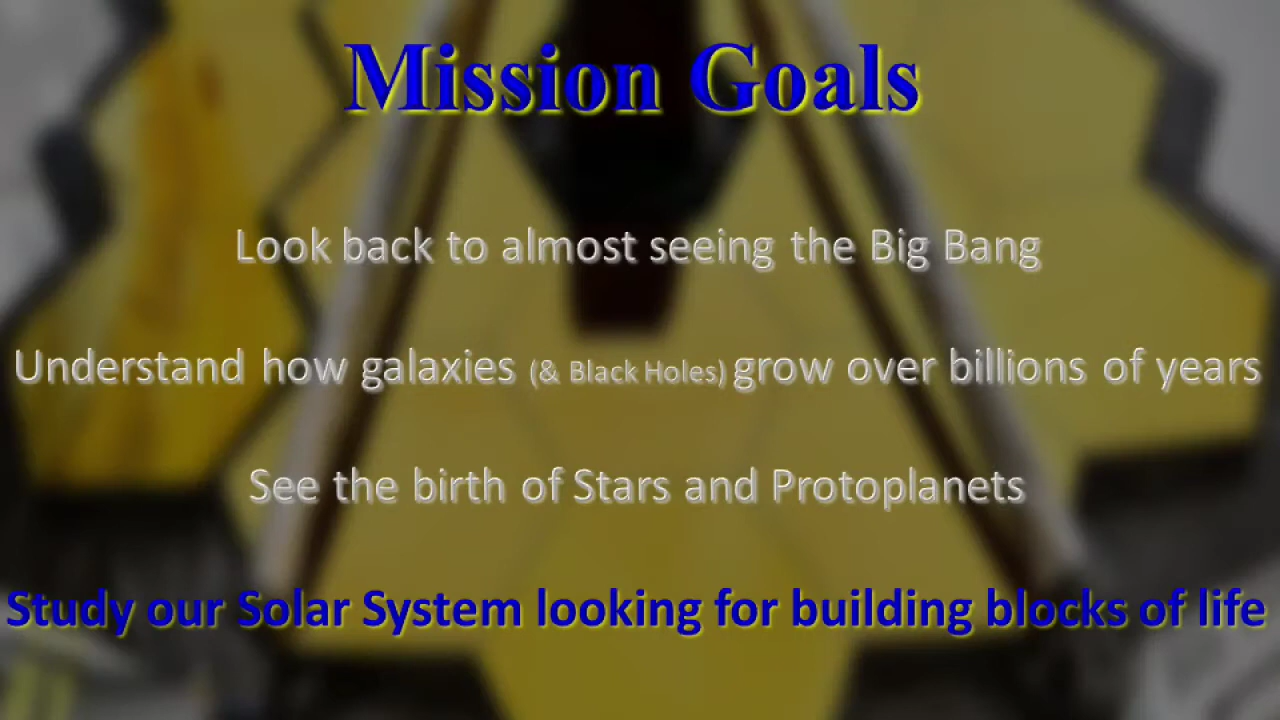 Mission Goals
Look back to almost seeing the Big Bang
Understand how galaxies (& Black Holes) grow over billions of years
See the birth of Stars and Protoplanets
Study our Solar System looking for building blocks of life